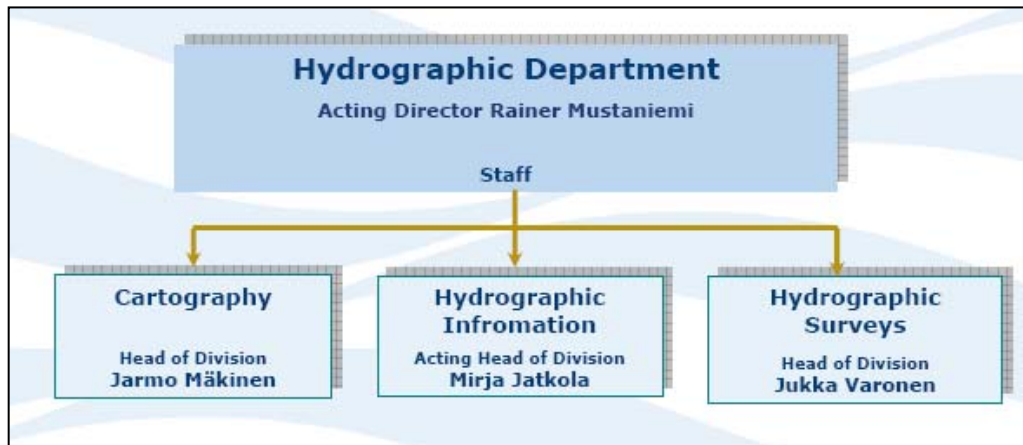 Hydrographic Department
Acting Director Rainer Mustaniemi
Staff
Cartography
Head of Division
Jarmo Mäkinen
Hydrographic
Infromation
Acting Head of Division
Mirja Jatkola
Hydrographic
Surveys
Head of Division
Jukka Varonen